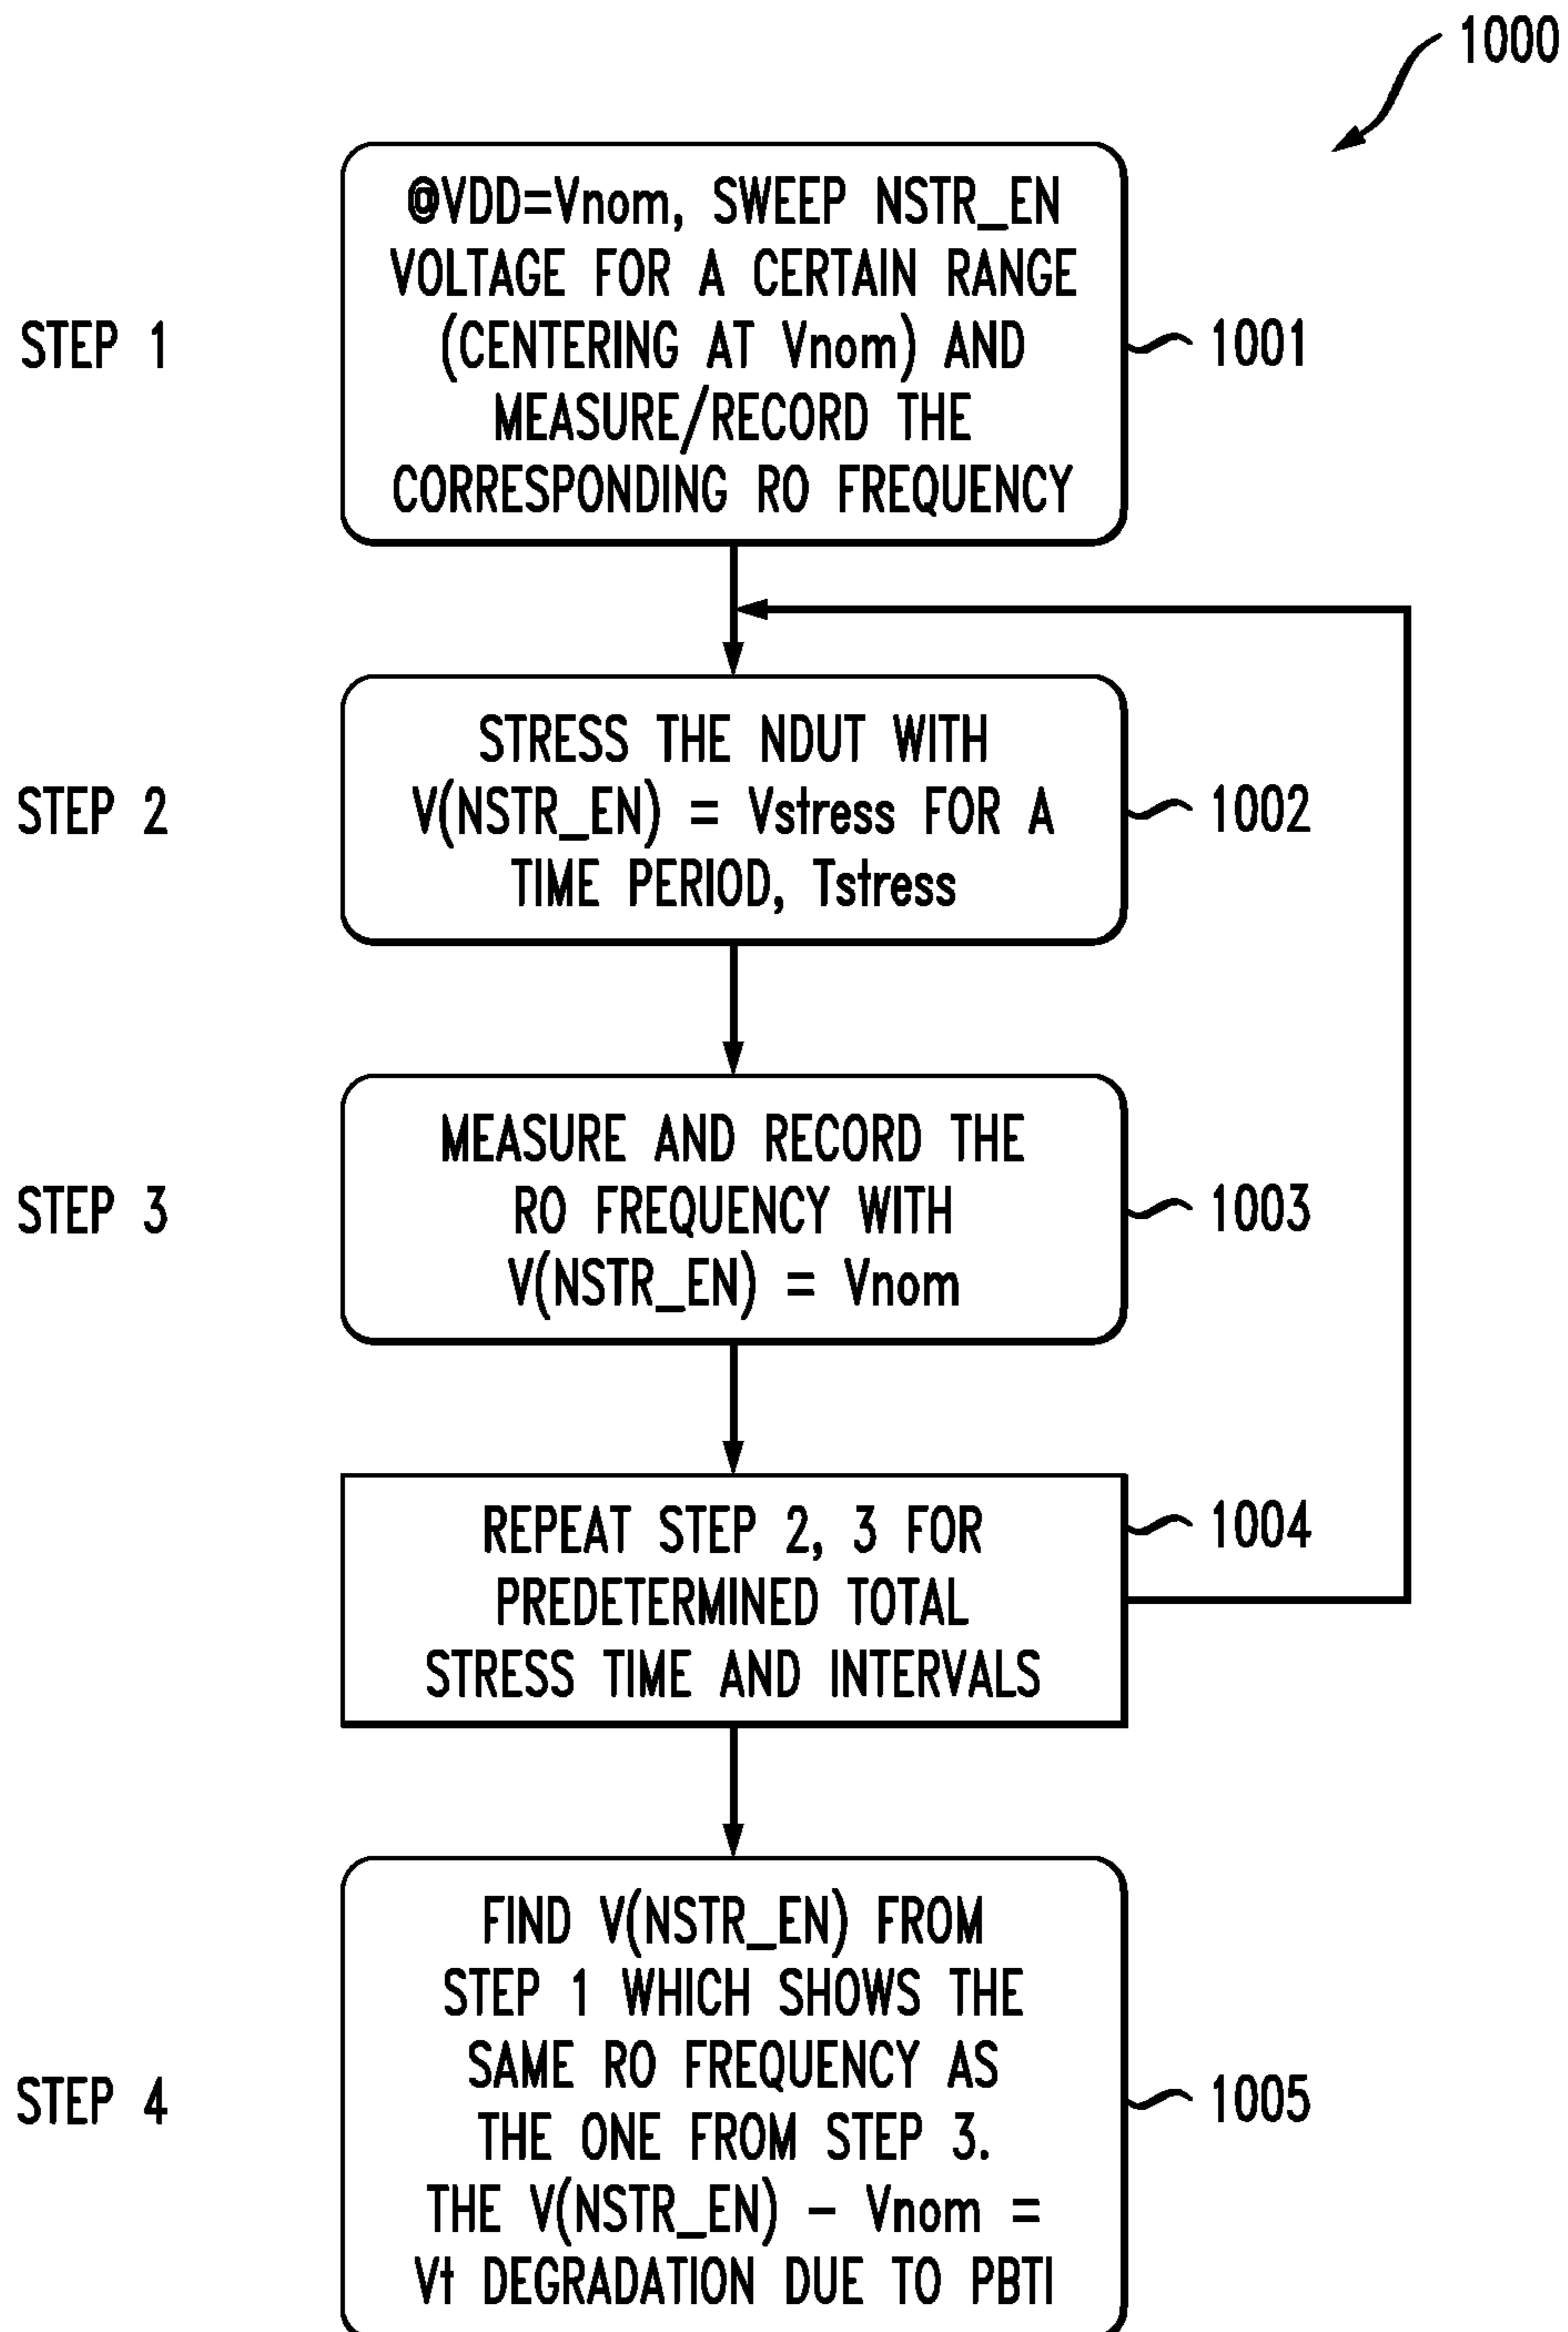 1000
@VDD=Vnom, SWEEP NSTR_EN
VOLTAGE FOR A CERTAIN RANGE
(CENTERING AT Vnom) AND
MEASURE/RECORD THE
CORRESPONDING RO FREQUENCY
STEP 1
1001
STRESS THE NDUT WITH
V(NSTR_EN) = Vstress FOR A
TIME PERIOD, Tstress
STEP 2
1002
MEASURE AND RECORD THE
RO FREQUENCY WITH
V(NSTR_EN) = Vnom
STEP 3
1003
REPEAT STEP 2, 3 FOR
PREDETERMINED TOTAL
STRESS TIME AND INTERVALS
1004
FIND V(NSTR_EN) FROM
STEP 1 WHICH SHOWS THE
SAME RO FREQUENCY AS
THE ONE FROM STEP 3.
THE V(NSTR_EN) – Vnom =
Vt DEGRADATION DUE TO PBTI
STEP 4
1005